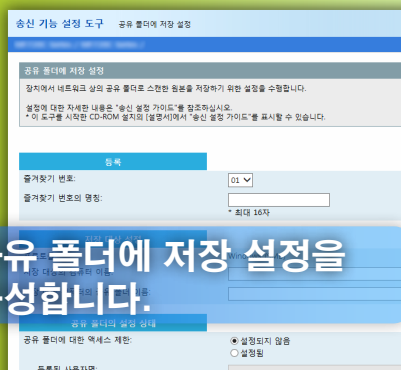 송신 기능 설정 도구 공유 폴더에 저장 설정
공유 폴더에 저장 설정
장치에서 네트워크 상의 공유 폴더로 스캔한 원본을 저장하기 위한 설정을 수행합니다.
설정에 대한 자세한 내용은 "송신 설정 가이드"를 참조하십시오.
* 이 도구를 시작한 CD-ROM 설치의 [설명서]에서 "송신 설정 가이드"를 표시할 수 있습니다.
등록
즐겨찾기 번호: 01
즐겨찾기 번호의 명칭:
* 최대 16자
유 폴더에 저장 설정을
성합니다.
공유 폴더의 설정 상태
공유 폴더에 대한 액세스 제한: 설정되지 않음
설정됨
등록된 사용자명: